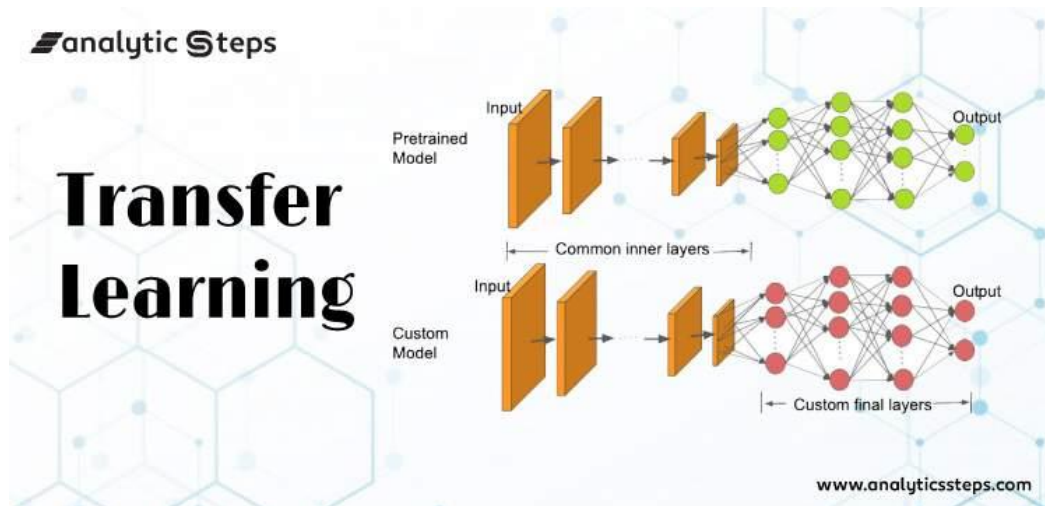 analytic Steps
Transfer
Learning
Input
Pretrained
Model
Output
Common inner layers
Input
Custom
Model
Output
Custom final layers
www.analyticssteps.com